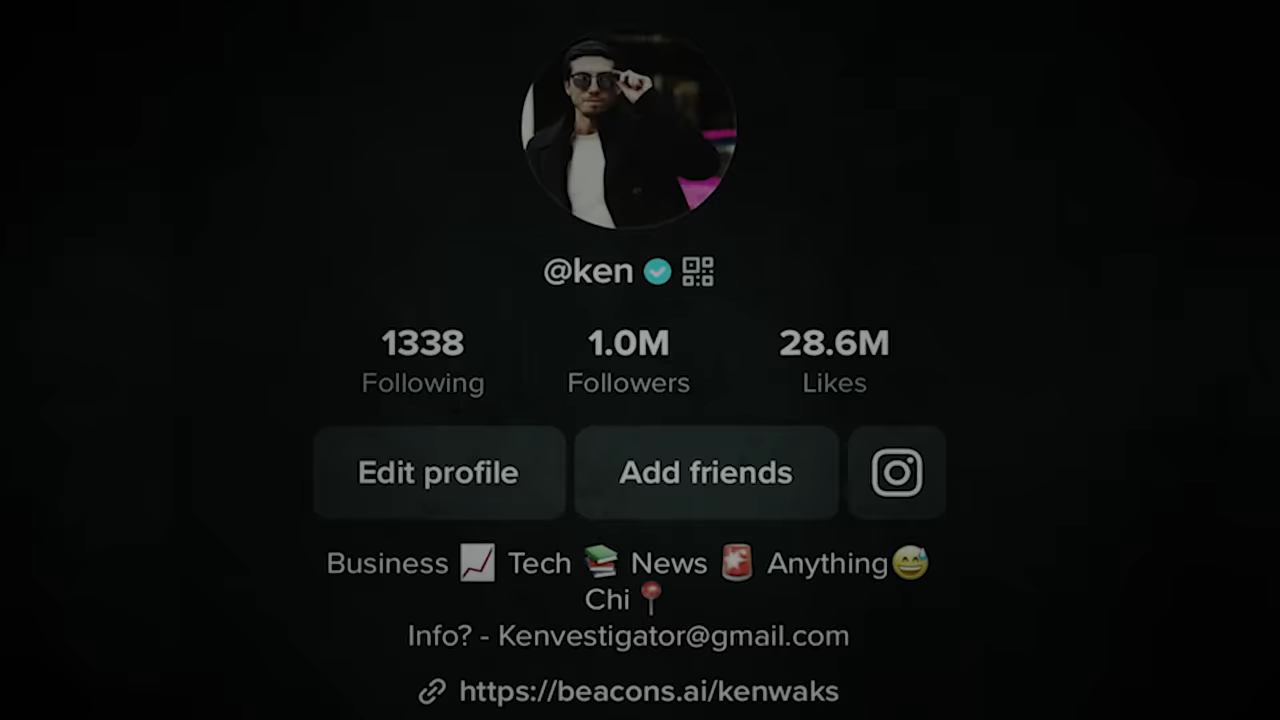 @ken
1338 1.0M 28.6M
Following Followers Likes
Edit profile Add friends
Business 📈 Tech 📚 News 🚨 Anything😅
Chi 📍
Info? - Kenvestigator@gmail.com
https://beacons.ai/kenwaks